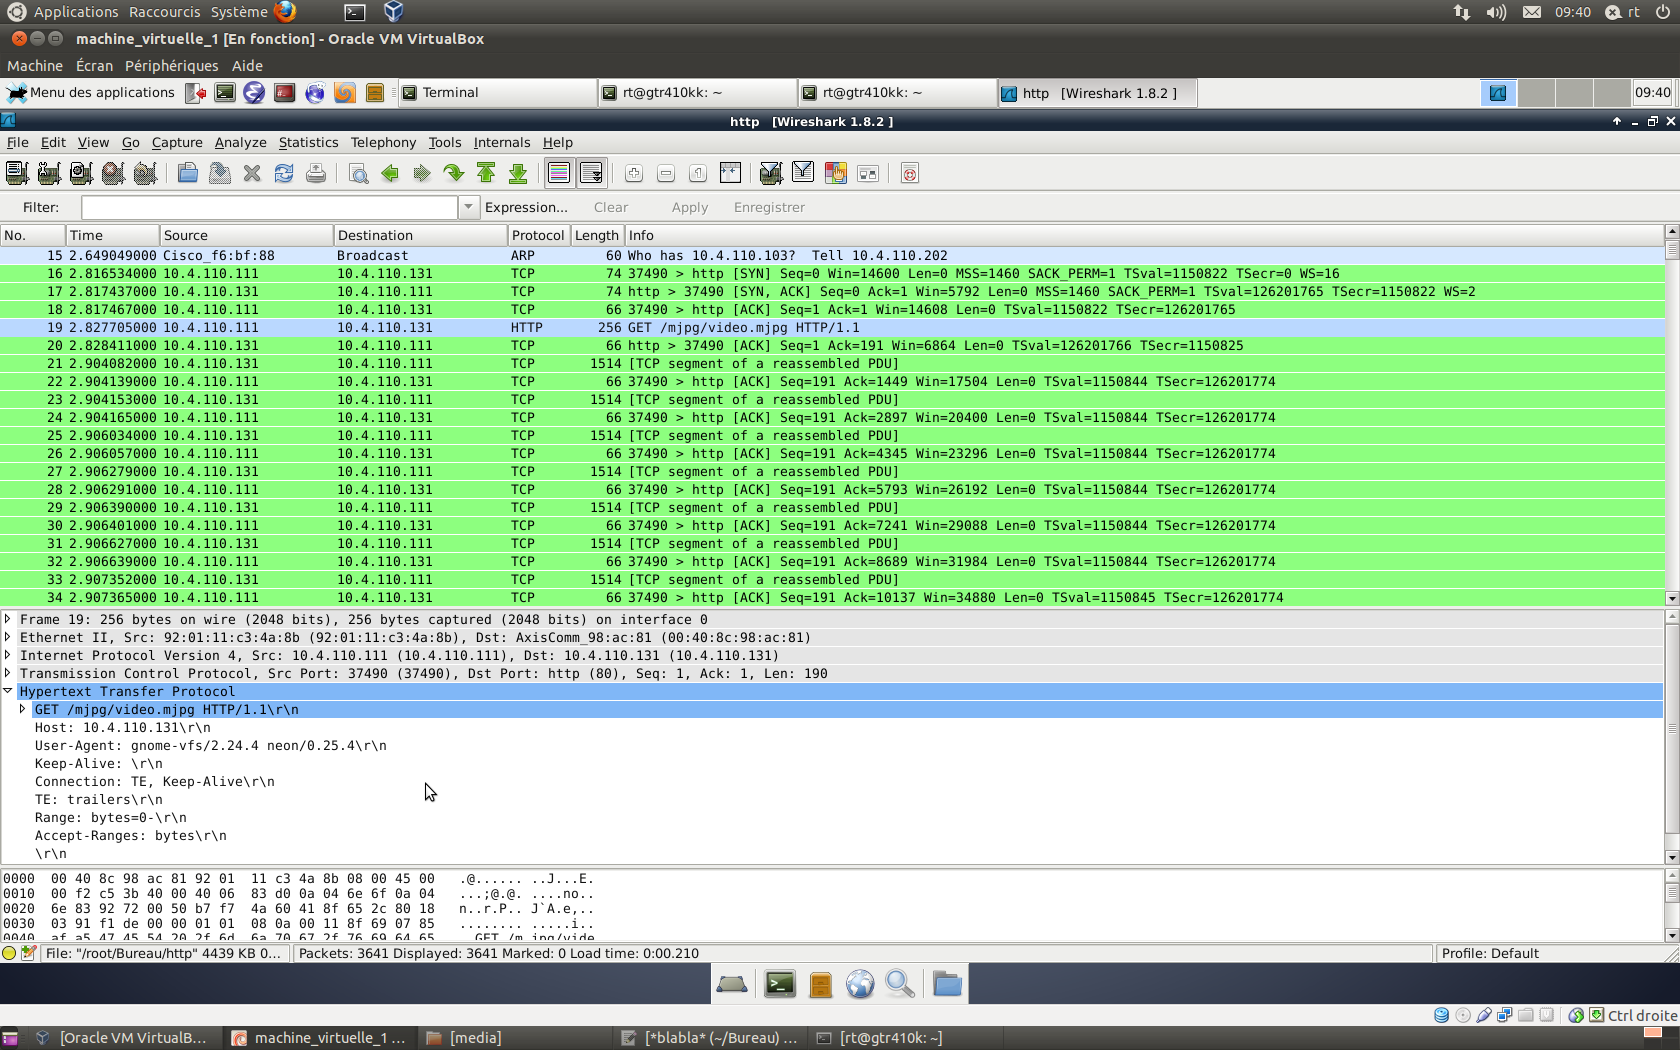 Applications Raccourcis Système 09:40 rt
machine_virtuelle_1 [En fonction] - Oracle VM VirtualBox
Machine Écran Périphériques Aide
Menu des applications Terminal rt@gtr410kk: ~ rt@gtr410kk: ~ http [Wireshark 1.8.2 ] 09:40
http [Wireshark 1.8.2 ]
File Edit View Go Capture Analyze Statistics Telephony Tools Internals Help
Filter: Expression... Clear Apply Enregistrer
No. Time Source Destination Protocol Length Info
15 2.649049000 Cisco_f6:bf:88 Broadcast ARP 60 Who has 10.4.110.103? Tell 10.4.110.202
16 2.816534000 10.4.110.111 10.4.110.131 TCP 74 37490 > http [SYN] Seq=0 Win=14600 Len=0 MSS=1460 SACK_PERM=1 TSval=1150822 TSecr=0 WS=16
17 2.817437000 10.4.110.131 10.4.110.111 TCP 74 http > 37490 [SYN, ACK] Seq=0 Ack=1 Win=5792 Len=0 MSS=1460 SACK_PERM=1 TSval=126201765 TSecr=1150822 WS=2
18 2.817467000 10.4.110.111 10.4.110.131 TCP 66 37490 > http [ACK] Seq=1 Ack=1 Win=14608 Len=0 TSval=1150822 TSecr=126201765
19 2.827705000 10.4.110.111 10.4.110.131 HTTP 256 GET /mjpg/video.mjpg HTTP/1.1
20 2.828411000 10.4.110.131 10.4.110.111 TCP 66 http > 37490 [ACK] Seq=1 Ack=191 Win=6864 Len=0 TSval=126201766 TSecr=1150825
21 2.904082000 10.4.110.131 10.4.110.111 TCP 1514 [TCP segment of a reassembled PDU]
22 2.904139000 10.4.110.111 10.4.110.131 TCP 66 37490 > http [ACK] Seq=191 Ack=1449 Win=17504 Len=0 TSval=1150844 TSecr=126201774
23 2.904153000 10.4.110.131 10.4.110.111 TCP 1514 [TCP segment of a reassembled PDU]
24 2.904165000 10.4.110.111 10.4.110.131 TCP 66 37490 > http [ACK] Seq=191 Ack=2897 Win=20400 Len=0 TSval=1150844 TSecr=126201774
25 2.906034000 10.4.110.131 10.4.110.111 TCP 1514 [TCP segment of a reassembled PDU]
26 2.906057000 10.4.110.111 10.4.110.131 TCP 66 37490 > http [ACK] Seq=191 Ack=4345 Win=23296 Len=0 TSval=1150844 TSecr=126201774
27 2.906279000 10.4.110.131 10.4.110.111 TCP 1514 [TCP segment of a reassembled PDU]
28 2.906291000 10.4.110.111 10.4.110.131 TCP 66 37490 > http [ACK] Seq=191 Ack=5793 Win=26192 Len=0 TSval=1150844 TSecr=126201774
29 2.906390000 10.4.110.131 10.4.110.111 TCP 1514 [TCP segment of a reassembled PDU]
30 2.906401000 10.4.110.111 10.4.110.131 TCP 66 37490 > http [ACK] Seq=191 Ack=7241 Win=29088 Len=0 TSval=1150844 TSecr=126201774
31 2.906627000 10.4.110.131 10.4.110.111 TCP 1514 [TCP segment of a reassembled PDU]
32 2.906639000 10.4.110.111 10.4.110.131 TCP 66 37490 > http [ACK] Seq=191 Ack=8689 Win=31984 Len=0 TSval=1150844 TSecr=126201774
33 2.907352000 10.4.110.131 10.4.110.111 TCP 1514 [TCP segment of a reassembled PDU]
34 2.907365000 10.4.110.111 10.4.110.131 TCP 66 37490 > http [ACK] Seq=191 Ack=10137 Win=34880 Len=0 TSval=1150845 TSecr=126201774
Frame 19: 256 bytes on wire (2048 bits), 256 bytes captured (2048 bits) on interface 0
Ethernet II, Src: 92:01:11:c3:4a:8b (92:01:11:c3:4a:8b), Dst: AxisComm_98:ac:81 (00:40:8c:98:ac:81)
Internet Protocol Version 4, Src: 10.4.110.111 (10.4.110.111), Dst: 10.4.110.131 (10.4.110.131)
Transmission Control Protocol, Src Port: 37490 (37490), Dst Port: http (80), Seq: 1, Ack: 1, Len: 190
Hypertext Transfer Protocol
GET /mjpg/video.mjpg HTTP/1.1\r\n
Host: 10.4.110.131\r\n
User-Agent: gnome-vfs/2.24.4 neon/0.25.4\r\n
Keep-Alive: \r\n
Connection: TE, Keep-Alive\r\n
TE: trailers\r\n
Range: bytes=0-\r\n
Accept-Ranges: bytes\r\n
\r\n
0000 00 40 8c 98 ac 81 92 01 11 c3 4a 8b 08 00 45 00 .@...... ..J...E.
0010 00 f2 c5 3b 40 00 40 06 83 d0 0a 04 6e 6f 0a 04 ...;@.@. ....no..
0020 6e 83 92 72 00 50 b7 f7 4a 60 41 8f 65 2c 80 18 n..r.P.. J`A.e,..
0030 03 91 f1 de 00 00 01 01 08 0a 00 11 8f 69 07 85 ........ .....i..
0040 af a5 47 45 54 20 2f 6d 6a 70 67 2f 76 69 64 65 ..GET /m jpg/vide
File: "/root/Bureau/http" 4439 KB 0... Packets: 3641 Displayed: 3641 Marked: 0 Load time: 0:00.210 Profile: Default
Ctrl droite
[Oracle VM VirtualB... machine_virtuelle_1 ... [media] [*blabla* (~/Bureau) ... [rt@gtr410k: ~]